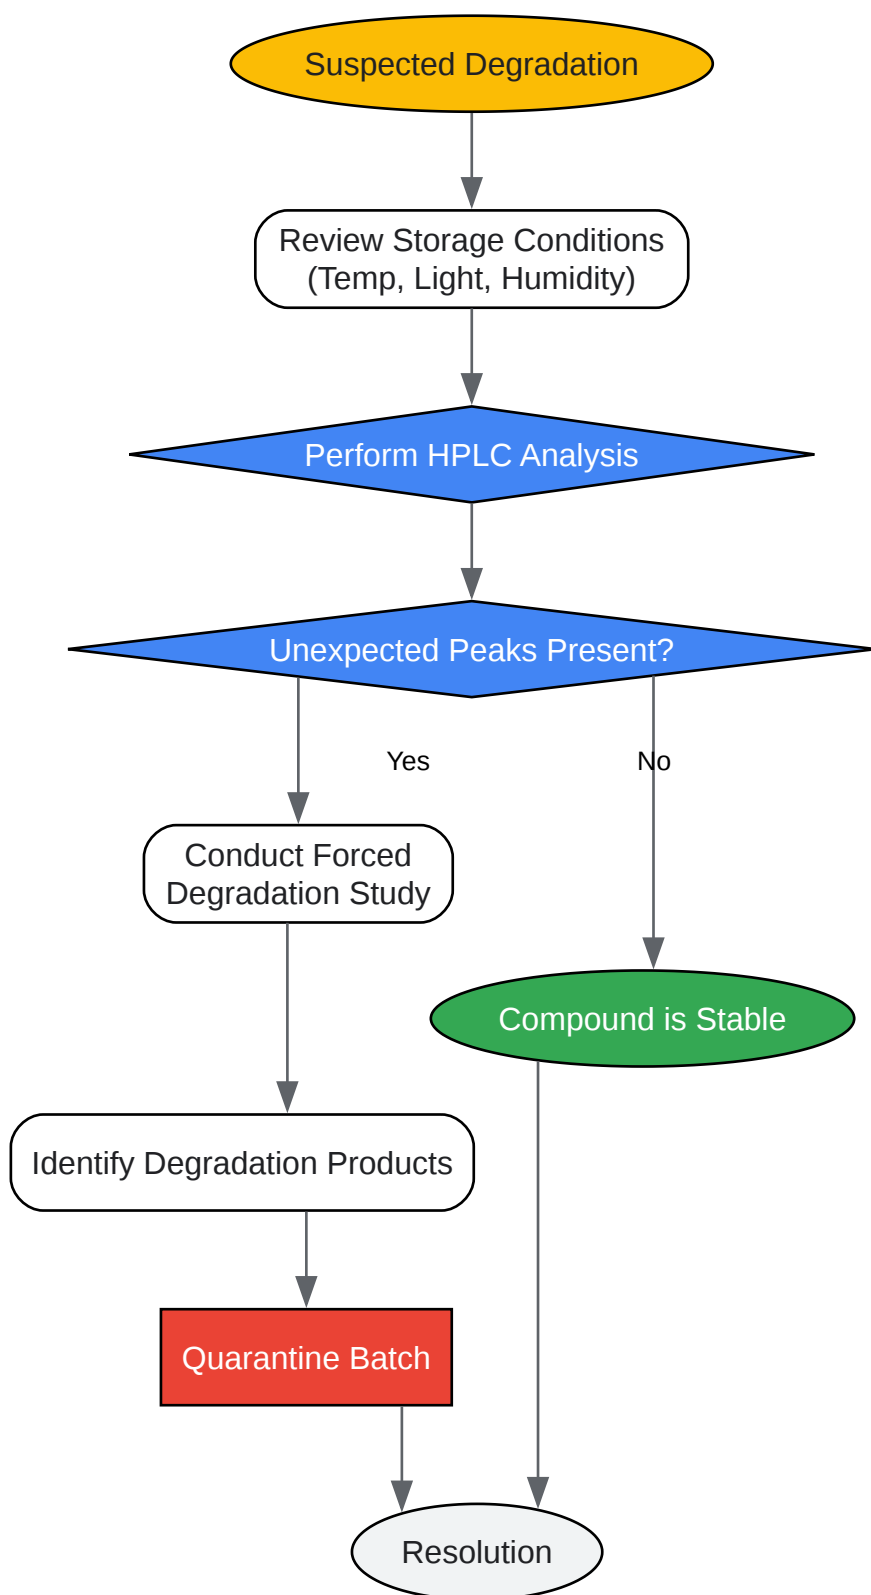 Suspected Degradation
Review Storage Conditions
(Temp, Light, Humidity)
Perform HPLC Analysis
Unexpected Peaks Present?
Yes
No
Conduct Forced
Degradation Study
Compound is Stable
Identify Degradation Products
Quarantine Batch
Resolution